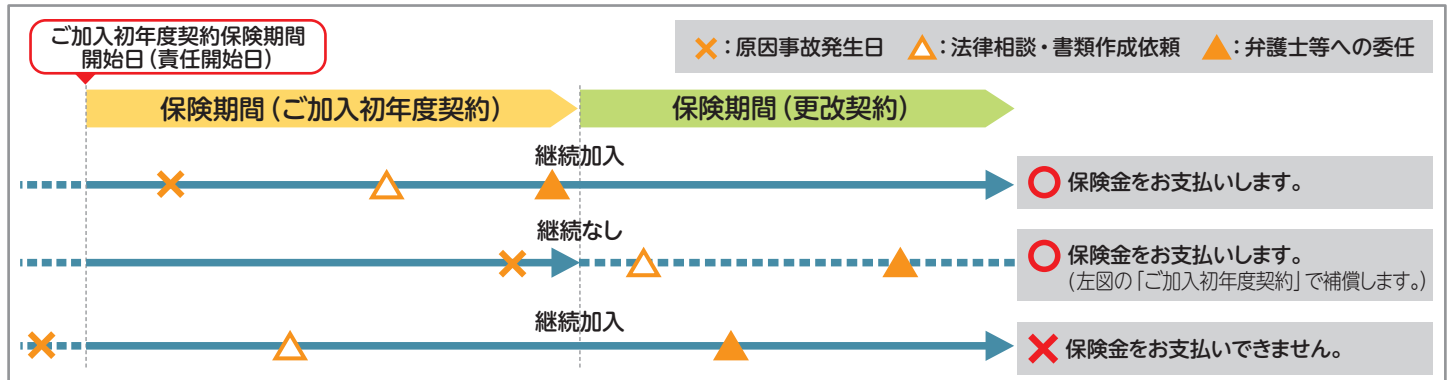 ご加入初年度契約保険期間
開始日(責任開始日)
×:原因事故発生日 △:法律相談・書類作成依頼 ▲:弁護士等への委任
保険期間(ご加入初年度契約)
保険期間(更改契約)
継続加入
保険金をお支払いします。
継続なし
保険金をお支払いします。
(左図の「ご加入初年度契約」で補償します。)
継続加入
保険金をお支払いできません。